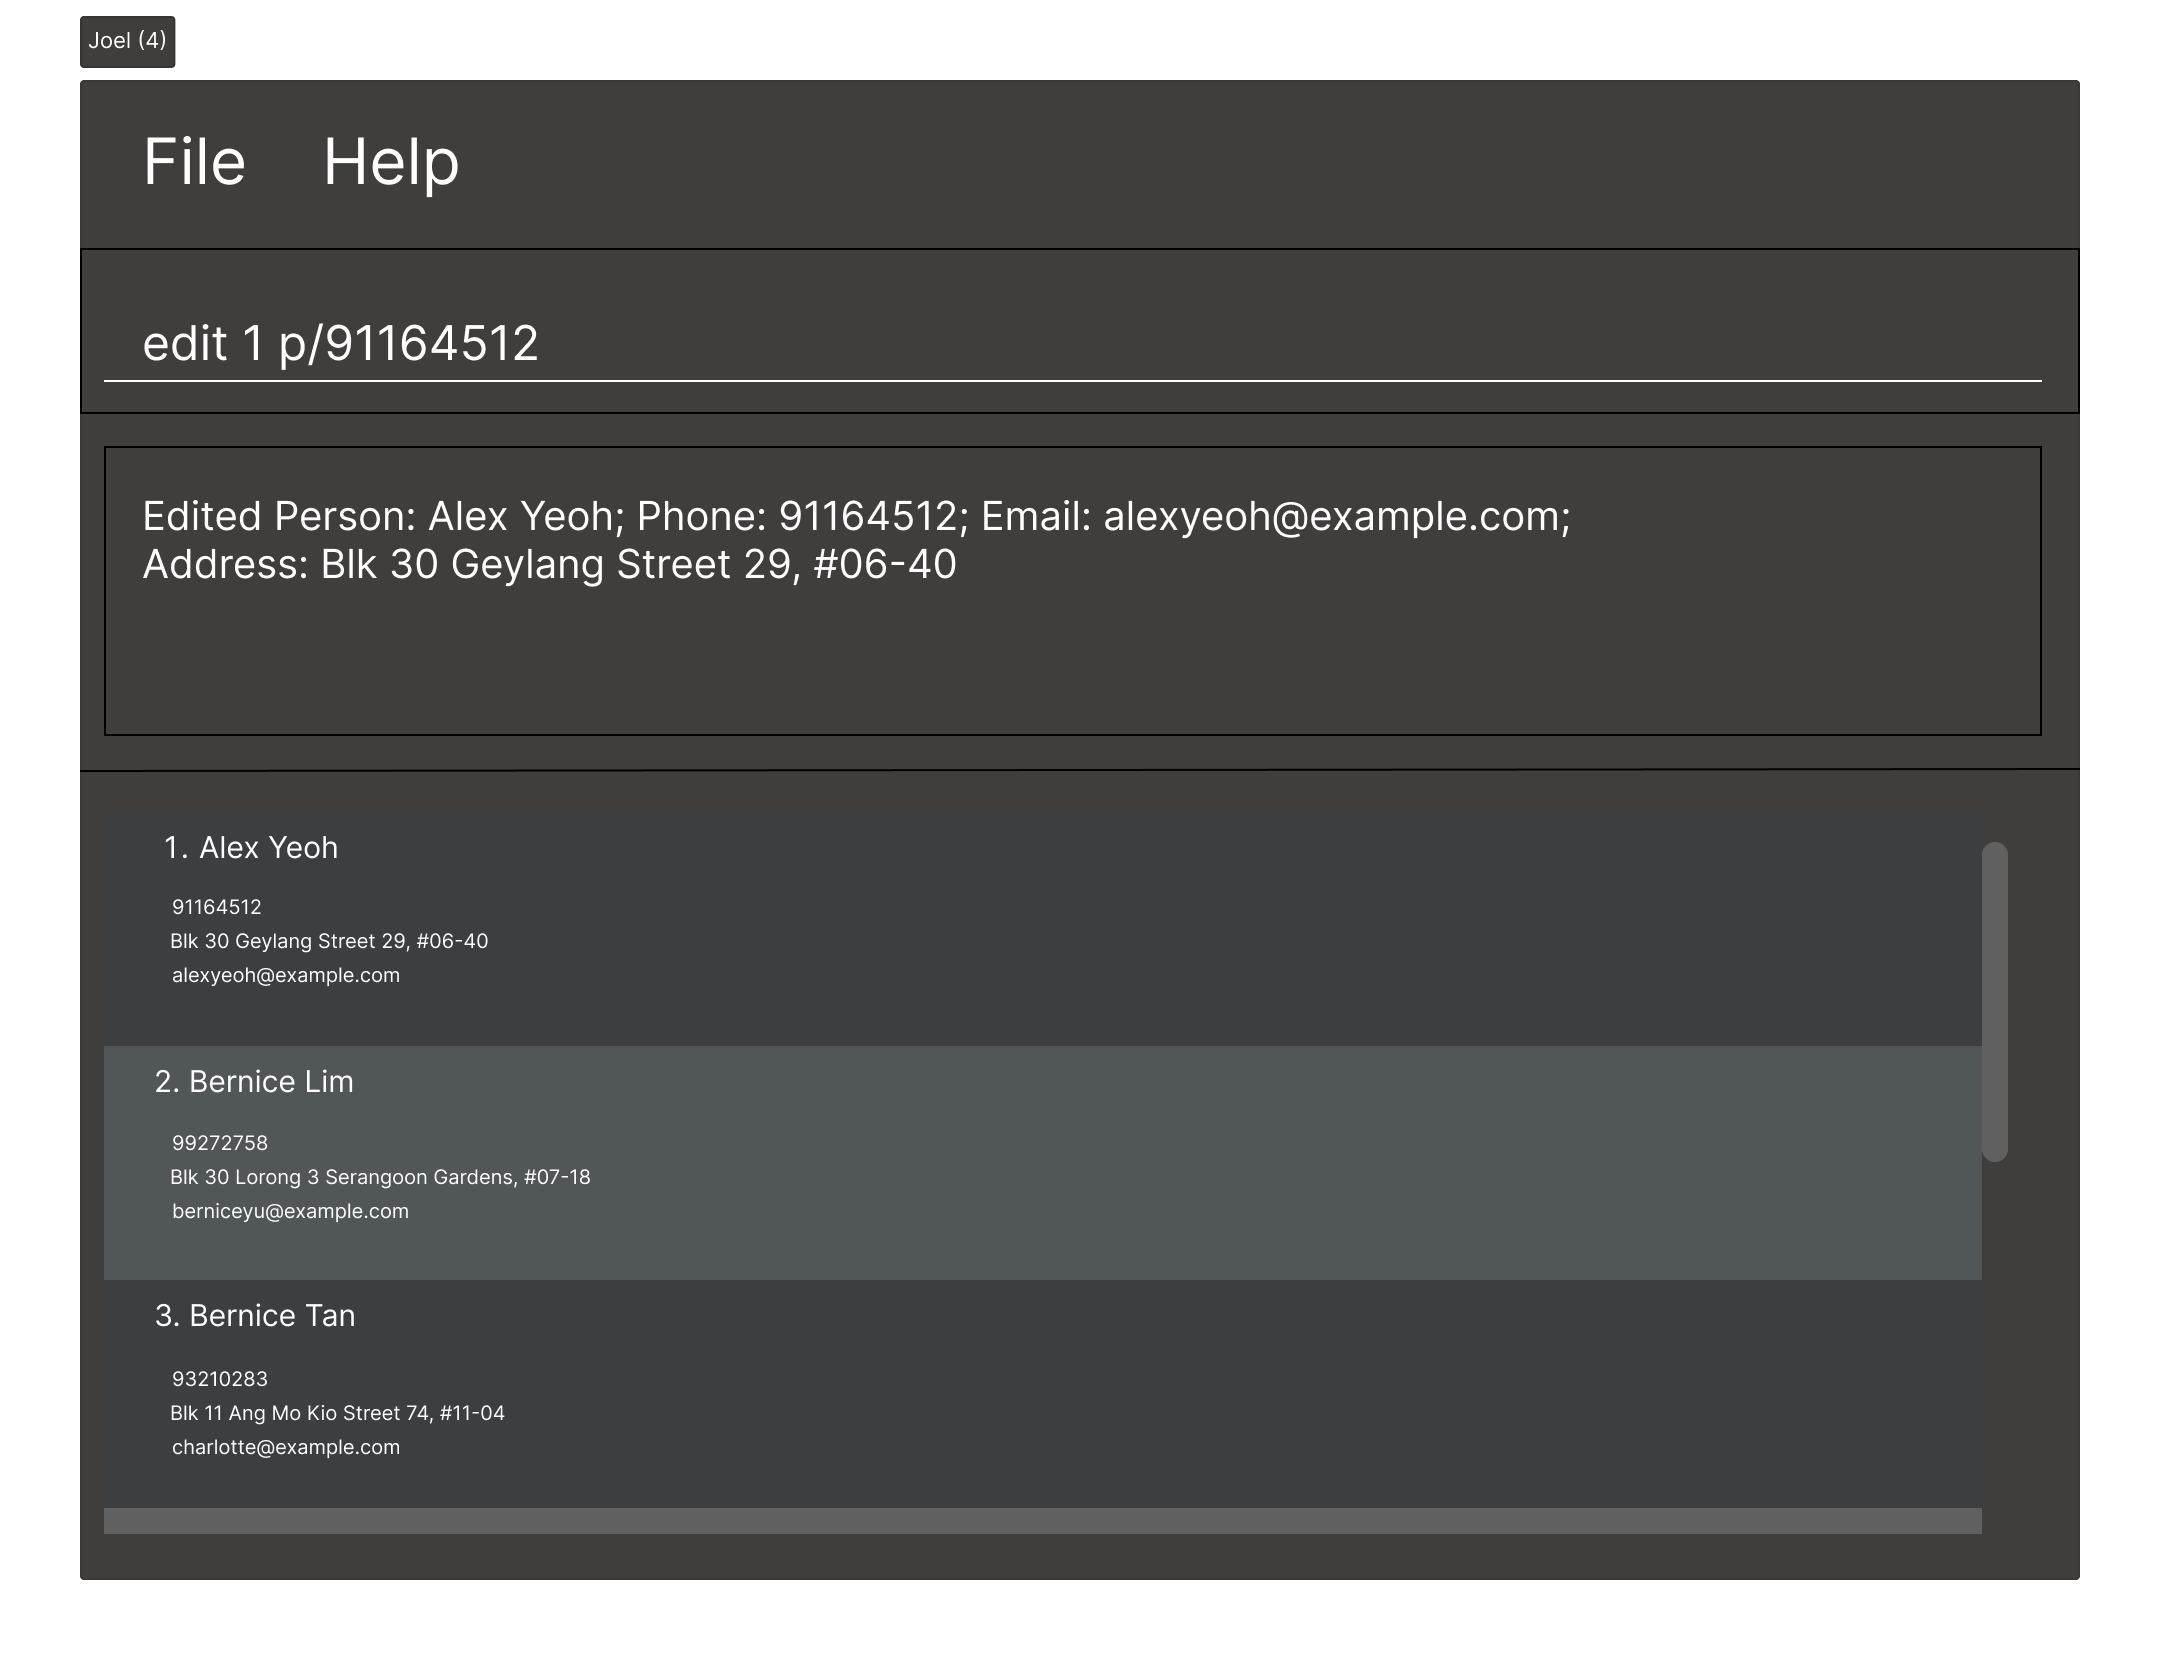 Joel (4)
File Help
edit 1 p/91164512
Edited Person: Alex Yeoh; Phone: 91164512; Email: alexyeoh@example.com;
Address: Blk 30 Geylang Street 29, #06-40
1. Alex Yeoh
91164512
Blk 30 Geylang Street 29, #06-40
alexyeoh@example.com
2. Bernice Lim
99272758
Blk 30 Lorong 3 Serangoon Gardens, #07-18
berniceyu@example.com
3. Bernice Tan
93210283
Blk 11 Ang Mo Kio Street 74, #11-04
charlotte@example.com